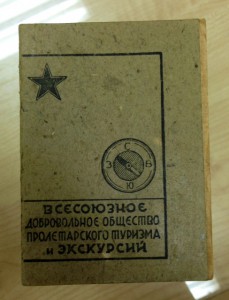 С
З В
Ю
ВСЕСОЮЗНОЕ
ДОБРОВОЛЬНОЕ ОБЩЕСТВО
ПРОЛЕТАРСКОГО ТУРИЗМА
и ЭКСКУРСИЙ